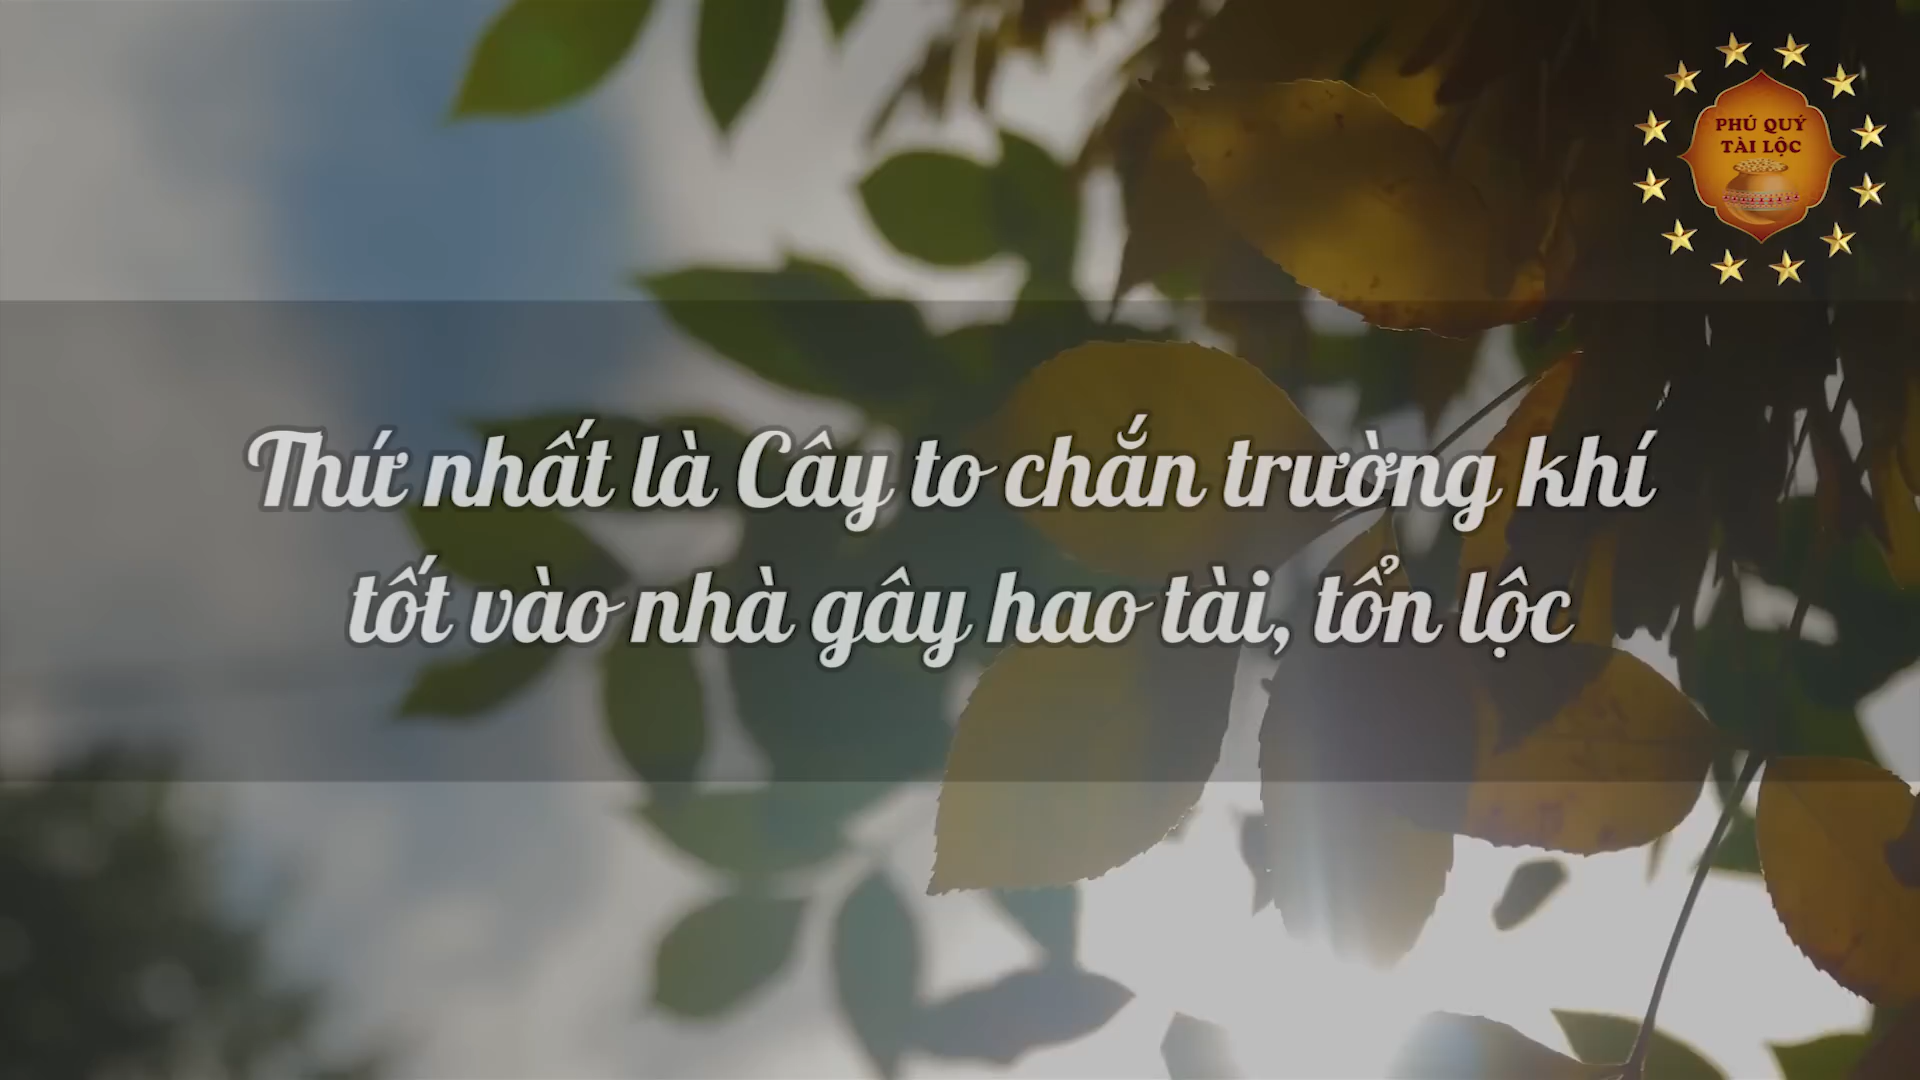 PHÚ QUÝ
TÀI LỘC
Thứ nhất là Cây to chắn trường khí
tốt vào nhà gây hao tài, tổn lộc